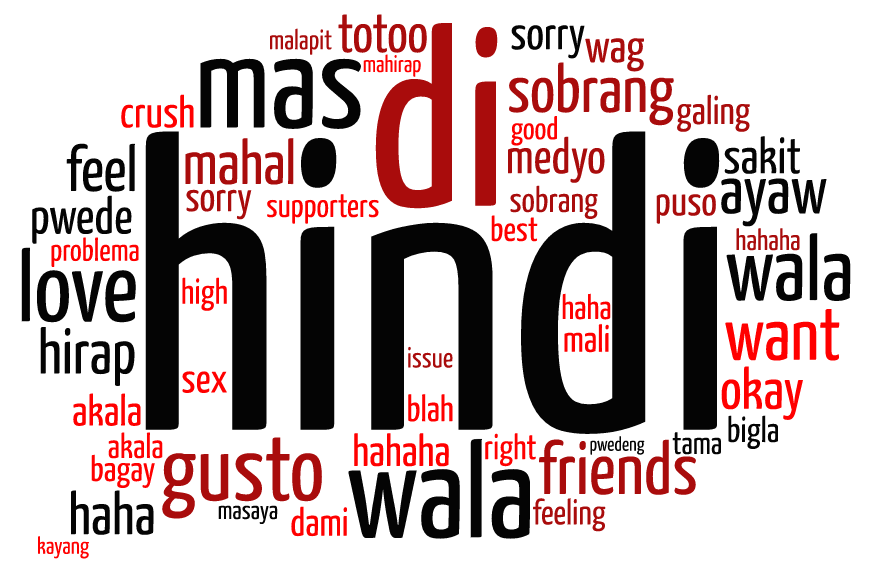 malapit totoo di sorry wag
mas mahirap sobrang
crush good galing
feel mahal medyo sakit
pwede sorry supporters sobrang puso ayaw
problema hindi best hahaha
love high haha wala
hirap issue mali want
sex okay
akala blah bigla
akala hahaha right pwedeng tama
bagay gusto wala friends
haha masaya dami feeling
kayang